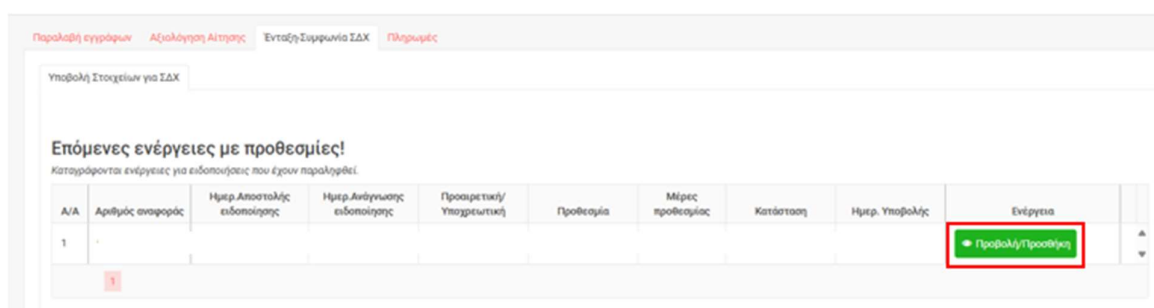 Παραλαβή εγγράφων Αξιολόγηση Αίτησης Ένταξη-Συμφωνία ΣΔΧ Πληρωμές
Υποβολή Στοιχείων για ΣΔΧ
Επόμενες ενέργειες με προθεσμίες!
Καταγράφονται ενέργειες για ειδοποιήσεις που έχουν παραληφθεί.
Α/Α Αριθμός αναφοράς Ημερ.Αποστολής ειδοποίησης Ημερ.Ανάγνωσης ειδοποίησης Προαιρετική/ Υποχρεωτική Προθεσμία Μέρες προθεσμίας Κατάσταση Ημερ. Υποβολής Ενέργεια
1 Προβολή/Προσθήκη
1